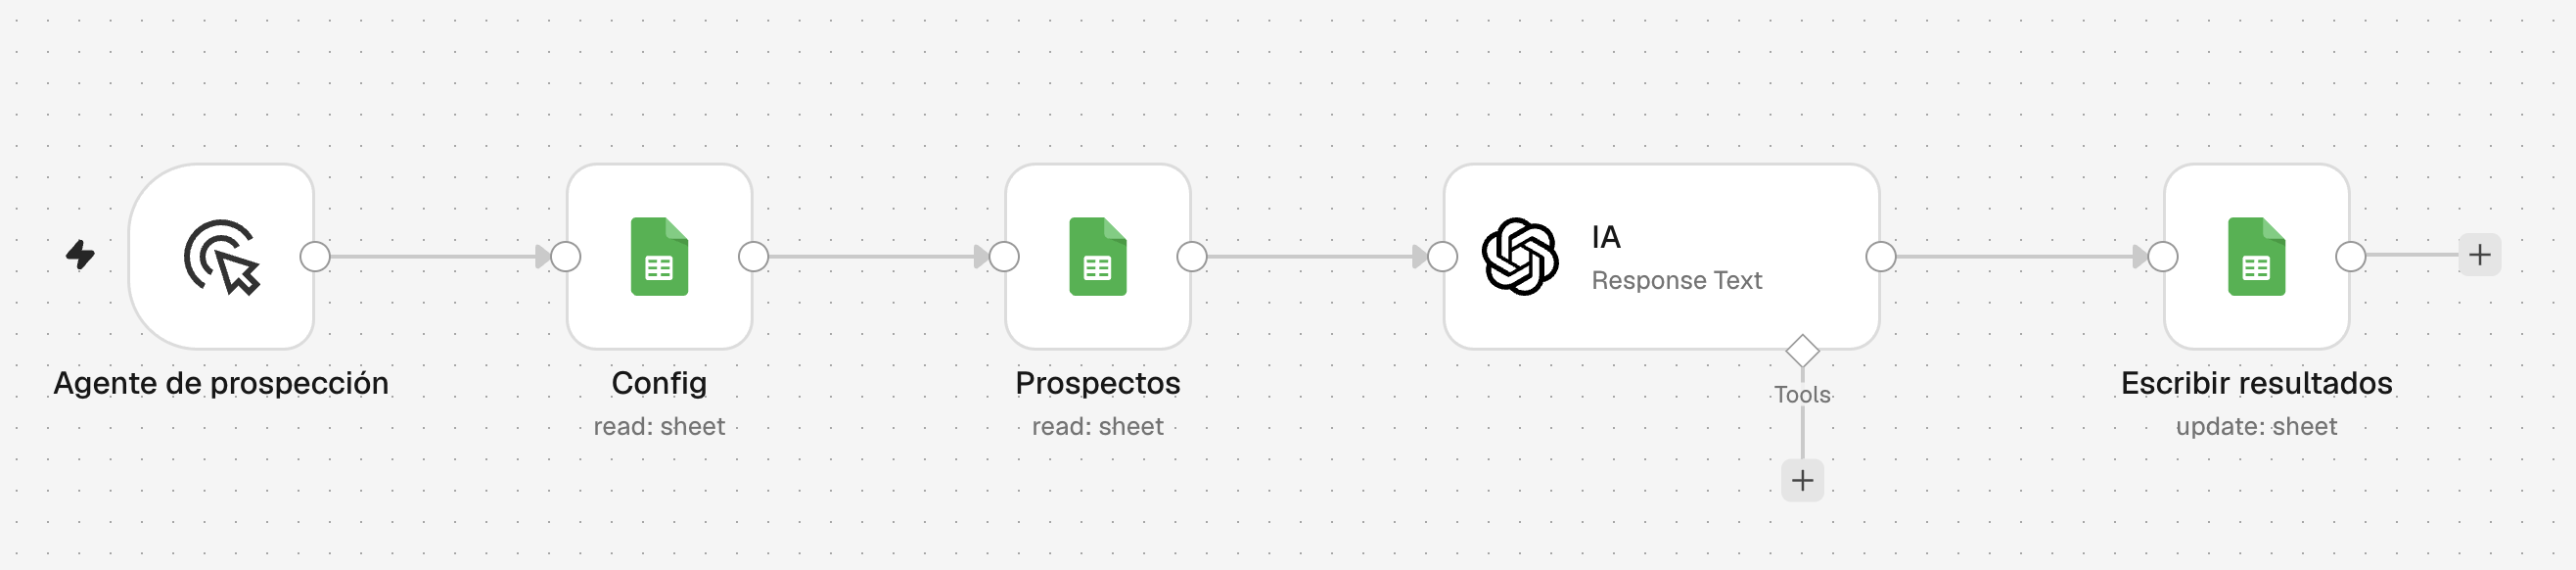 Agente de prospección
Config
read: sheet
Prospectos
read: sheet
IA
Response Text
Tools
Escribir resultados
update: sheet